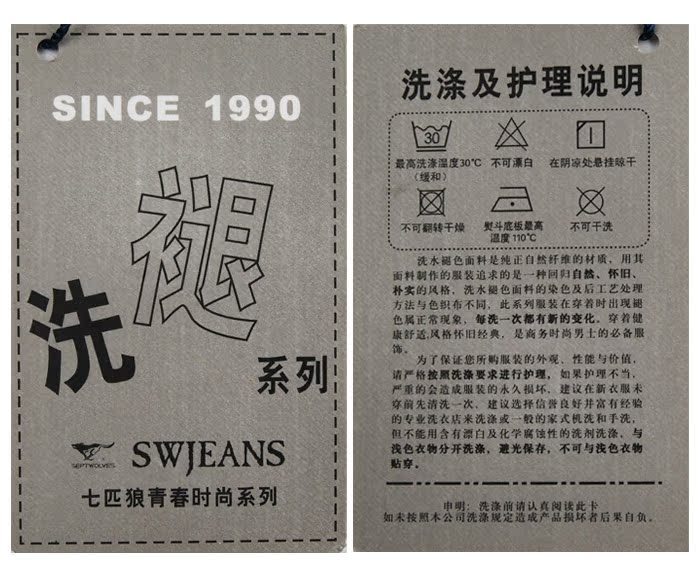 SINCE 1990
洗褪
系列
SEPTWOLVES
SWJEANS
七匹狼青春时尚系列
洗涤及护理说明
30
最高洗涤温度30℃
（缓和）
不可漂白
在阴凉处悬挂晾干
不可翻转干燥
熨斗底板最高
温度110℃
不可干洗
洗水褪色面料是纯正自然纤维的材质，用其
面料制作的服装追求的是一种回归自然、怀旧、
朴实的风格，洗水褪色面料的染色及后工艺处理
方法与色织布不同，此系列服装在穿着时出现褪
色属正常现象，每洗一次都有新的变化。穿着健
康舒适,风格怀旧经典，是商务时尚男士的必备服
饰。
为了保证您所购服装的外观、性能与价值，
请严格按照洗涤要求进行护理，如果护理不当，
严重的会造成服装的永久损坏，建议在新衣服未
穿前先清洗一次，建议选择信誉良好并富有经验
的专业洗衣店来洗涤或一般的家式机洗和手洗，
但不能用含有漂白及化学腐蚀性的洗剂洗涤、与
浅色衣物分开洗涤，避光保存，不可与浅色衣物
贴穿。
申明：洗涤前请认真阅读此卡
如未按照本公司洗涤规定造成产品损坏者后果自负。